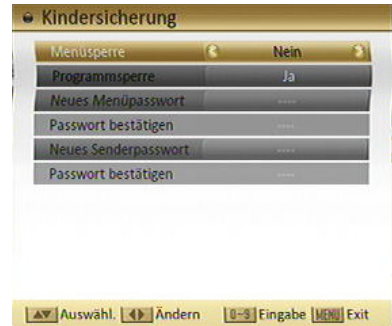 Kindersicherung
Menüsperre Nein
Programmsperre Ja
Neues Menüpasswort ----
Passwort bestätigen ----
Neues Senderpasswort ----
Passwort bestätigen ----
Auswähl. Ändern 0-9 Eingabe MENU Exit